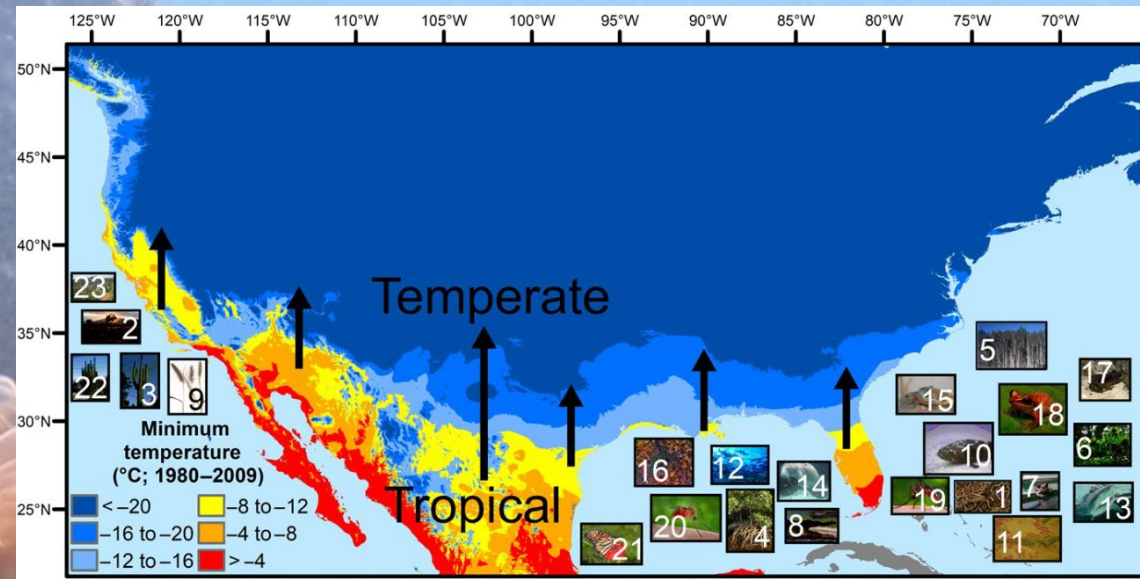 125°W 120°W 115°W 110°W 105°W 100°W 95°W 90°W 85°W 80°W 75°W 70°W
50°N
45°N
40°N
35°N
30°N
25°N
Temperate
Tropical
23
2
22 3 9
Minimum
temperature
(°C; 1980–2009)
< –20
–16 to –20
–12 to –16
–8 to –12
–4 to –8
> –4
5
17
15
18
16 12
10
6
14
20
4
8
19
1
7
13
21
11